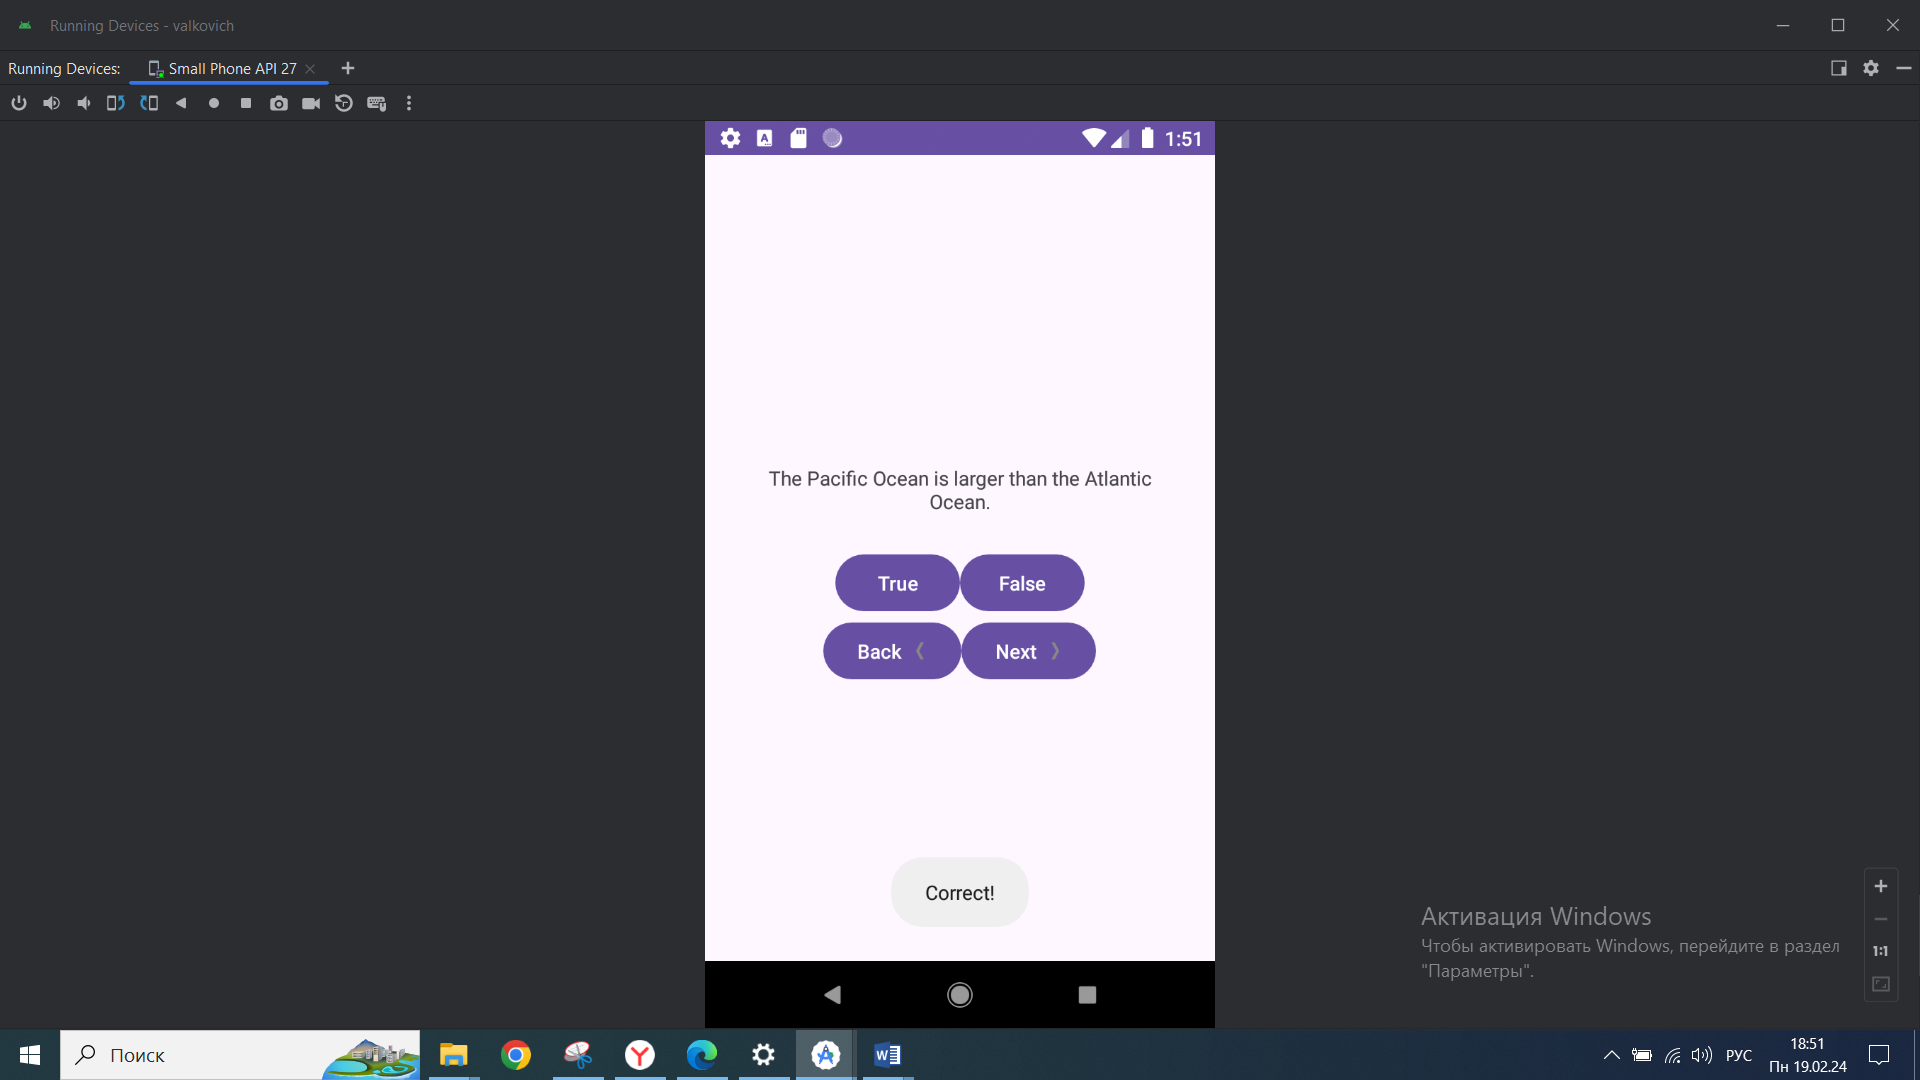 Running Devices - valkovich
Running Devices:
Small Phone API 27
1:51
The Pacific Ocean is larger than the Atlantic
Ocean.
True
False
Back
Next
Correct!
Активация Windows
Чтобы активировать Windows, перейдите в раздел
"Параметры".
1:1
Поиск
РУС
18:51
Пн 19.02.24